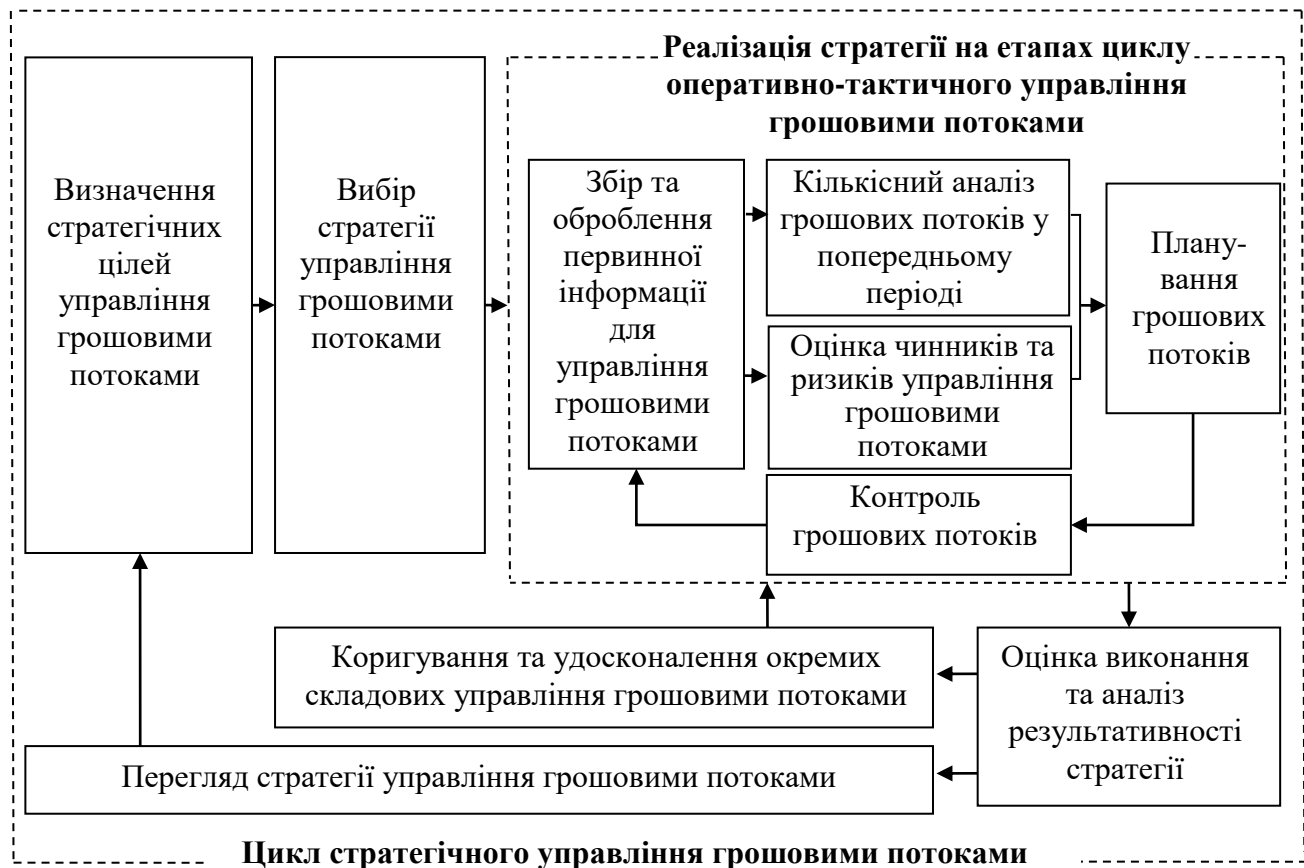 Реалізація стратегії на етапах циклу
оперативно-тактичного управління
грошовими потоками
Визначення
стратегічних
цілей
управління
грошовими
потоками
Вибір
стратегії
управління
грошовими
потоками
Збір та
оброблення
первинної
інформації
для
управління
грошовими
потоками
Кількісний аналіз
грошових потоків у
попередньому
періоді
Оцінка чинників та
ризиків управління
грошовими
потоками
Плану-
вання
грошових
потоків
Контроль
грошових потоків
Коригування та удосконалення окремих
складових управління грошовими потоками
Оцінка виконання
та аналіз
результативності
стратегії
Перегляд стратегії управління грошовими потоками
Цикл стратегічного управління грошовими потоками